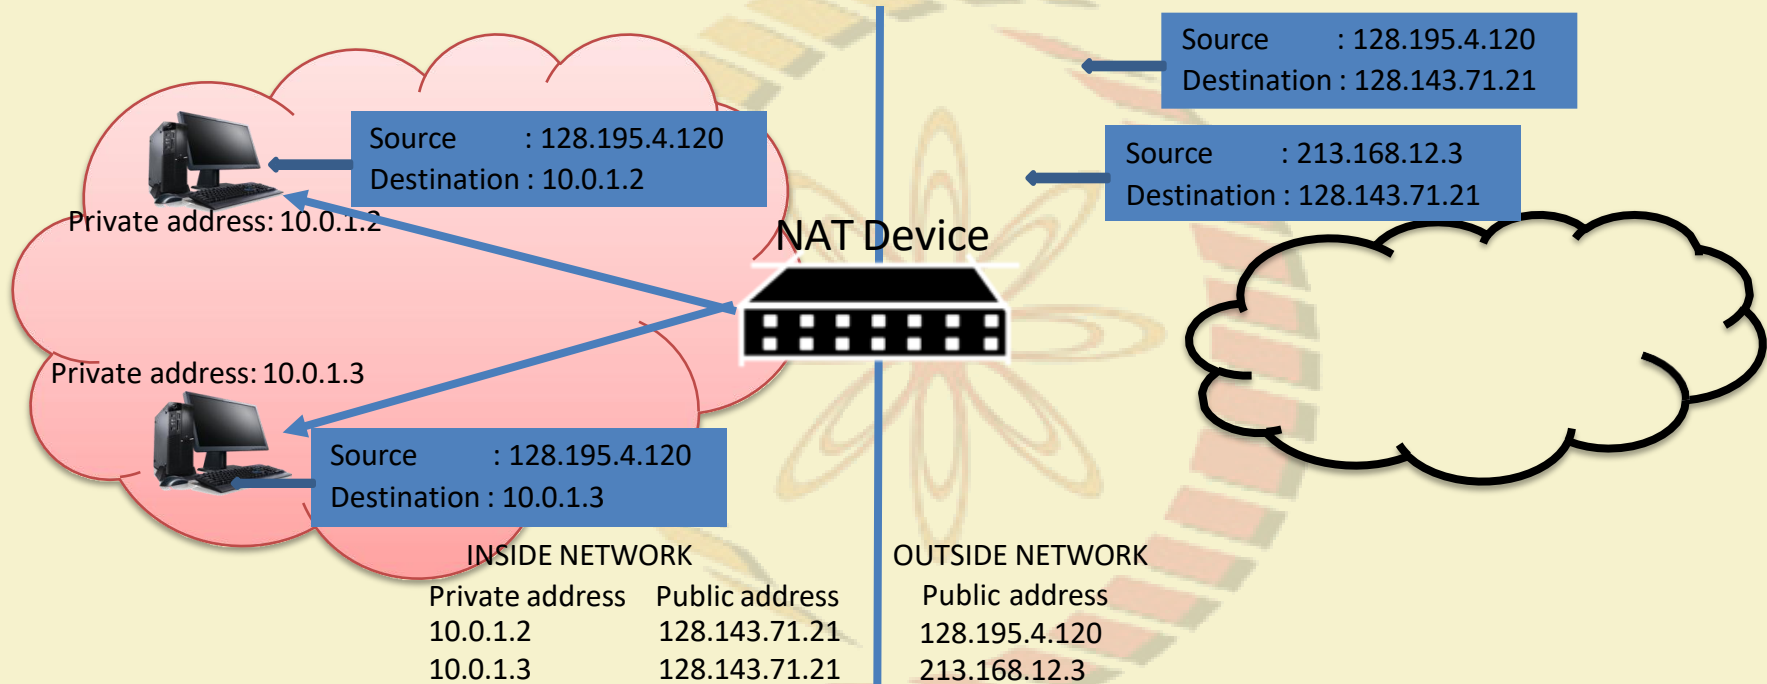 Source : 128.195.4.120
Destination : 128.143.71.21
Source : 128.195.4.120
Destination : 10.0.1.2
Source : 213.168.12.3
Destination : 128.143.71.21
Private address: 10.0.1.2
NAT Device
Private address: 10.0.1.3
Source : 128.195.4.120
Destination : 10.0.1.3
INSIDE NETWORK
Private address Public address
10.0.1.2 128.143.71.21
10.0.1.3 128.143.71.21
OUTSIDE NETWORK
Public address
128.195.4.120
213.168.12.3